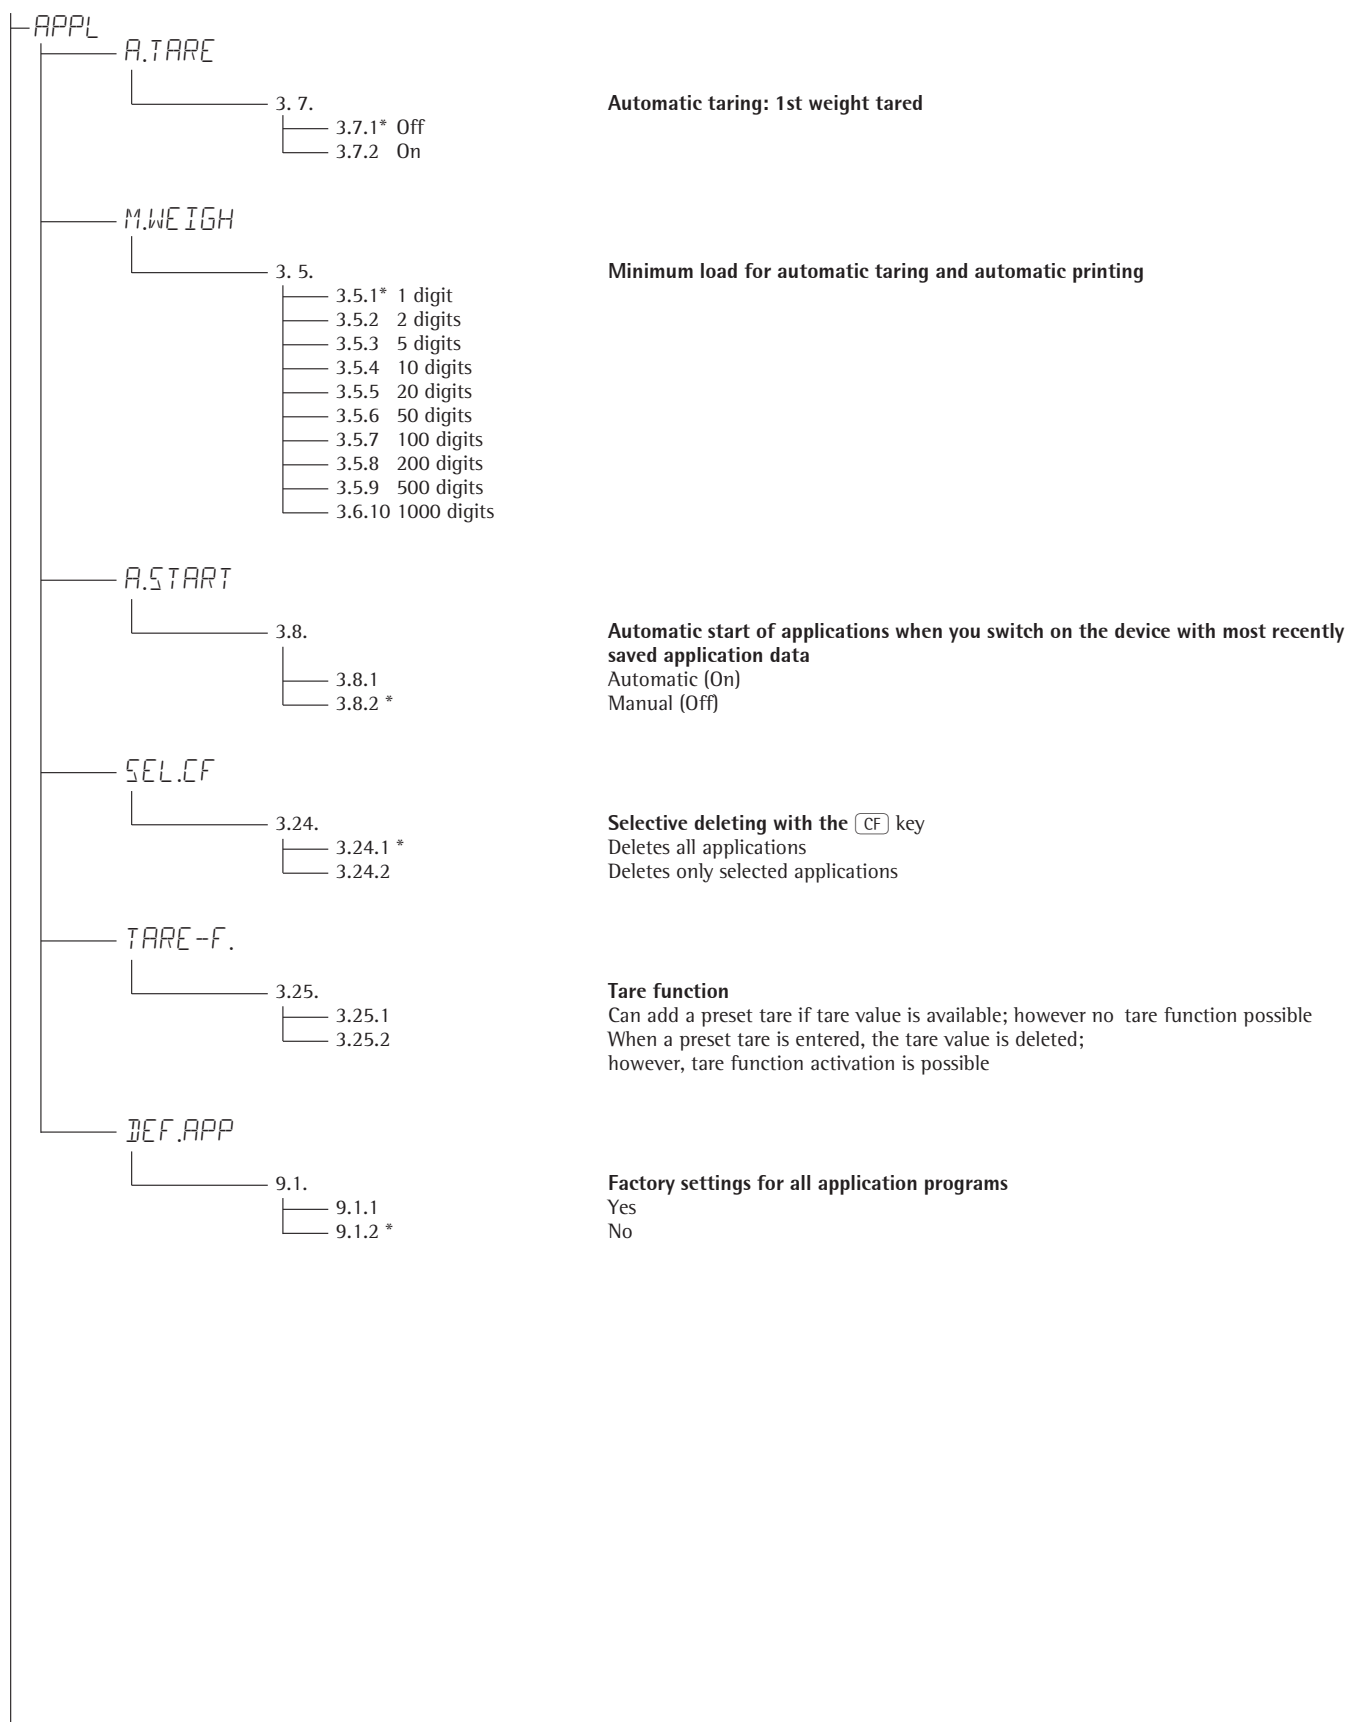 APPL
A.TARE
3. 7. Automatic taring: 1st weight tared
3.7.1* Off
3.7.2 On
M.WEIGH
3. 5. Minimum load for automatic taring and automatic printing
3.5.1* 1 digit
3.5.2 2 digits
3.5.3 5 digits
3.5.4 10 digits
3.5.5 20 digits
3.5.6 50 digits
3.5.7 100 digits
3.5.8 200 digits
3.5.9 500 digits
3.6.10 1000 digits
A.START
3.8. Automatic start of applications when you switch on the device with most recently
saved application data
3.8.1 Automatic (On)
3.8.2 * Manual (Off)
SEL.CF
3.24. Selective deleting with the CF key
3.24.1 * Deletes all applications
3.24.2 Deletes only selected applications
TARE-F.
3.25. Tare function
3.25.1 Can add a preset tare if tare value is available; however no tare function possible
3.25.2 When a preset tare is entered, the tare value is deleted;
however, tare function activation is possible
DEF.APP
9.1. Factory settings for all application programs
9.1.1 Yes
9.1.2 * No